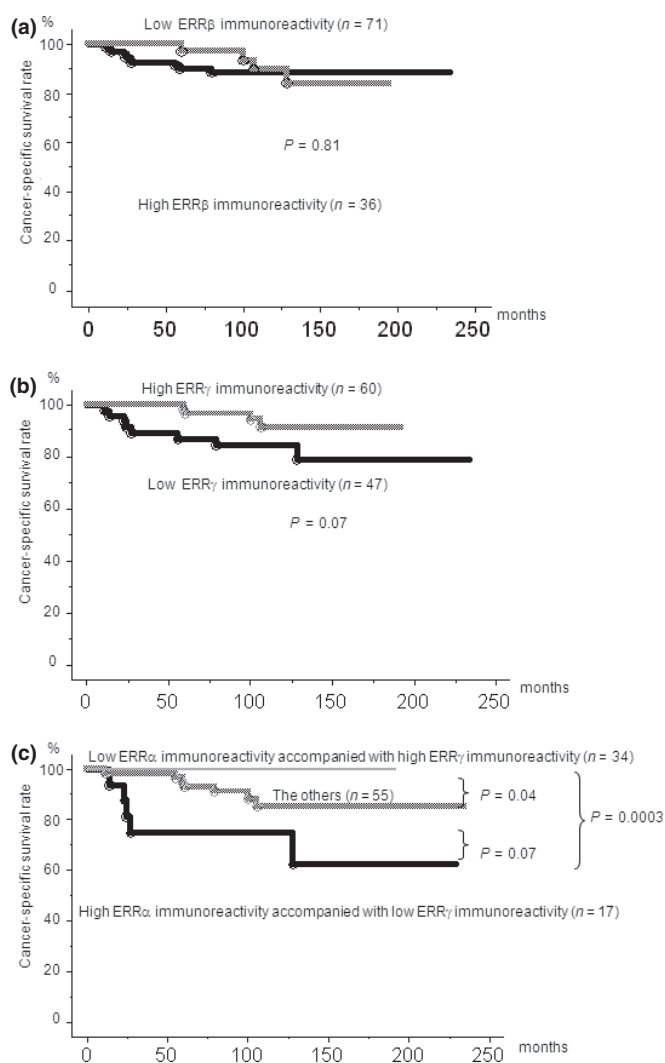 (a)
%
Low ERRβ immunoreactivity (n = 71)
100
80
60
40
20
0
Cancer-specific survival rate
P = 0.81
High ERRβ immunoreactivity (n = 36)
0 50 100 150 200 250 months
(b)
%
High ERRγ immunoreactivity (n = 60)
100
80
60
40
20
0
Cancer-specific survival rate
Low ERRγ immunoreactivity (n = 47)
P = 0.07
0 50 100 150 200 250
months
(c)
%
Low ERRα immunoreactivity accompanied with high ERRγ immunoreactivity (n = 34)
100
80
60
40
20
0
Cancer-specific survival rate
The others (n = 55)
P = 0.04
P = 0.0003
P = 0.07
High ERRα immunoreactivity accompanied with low ERRγ immunoreactivity (n = 17)
0 50 100 150 200 250
months